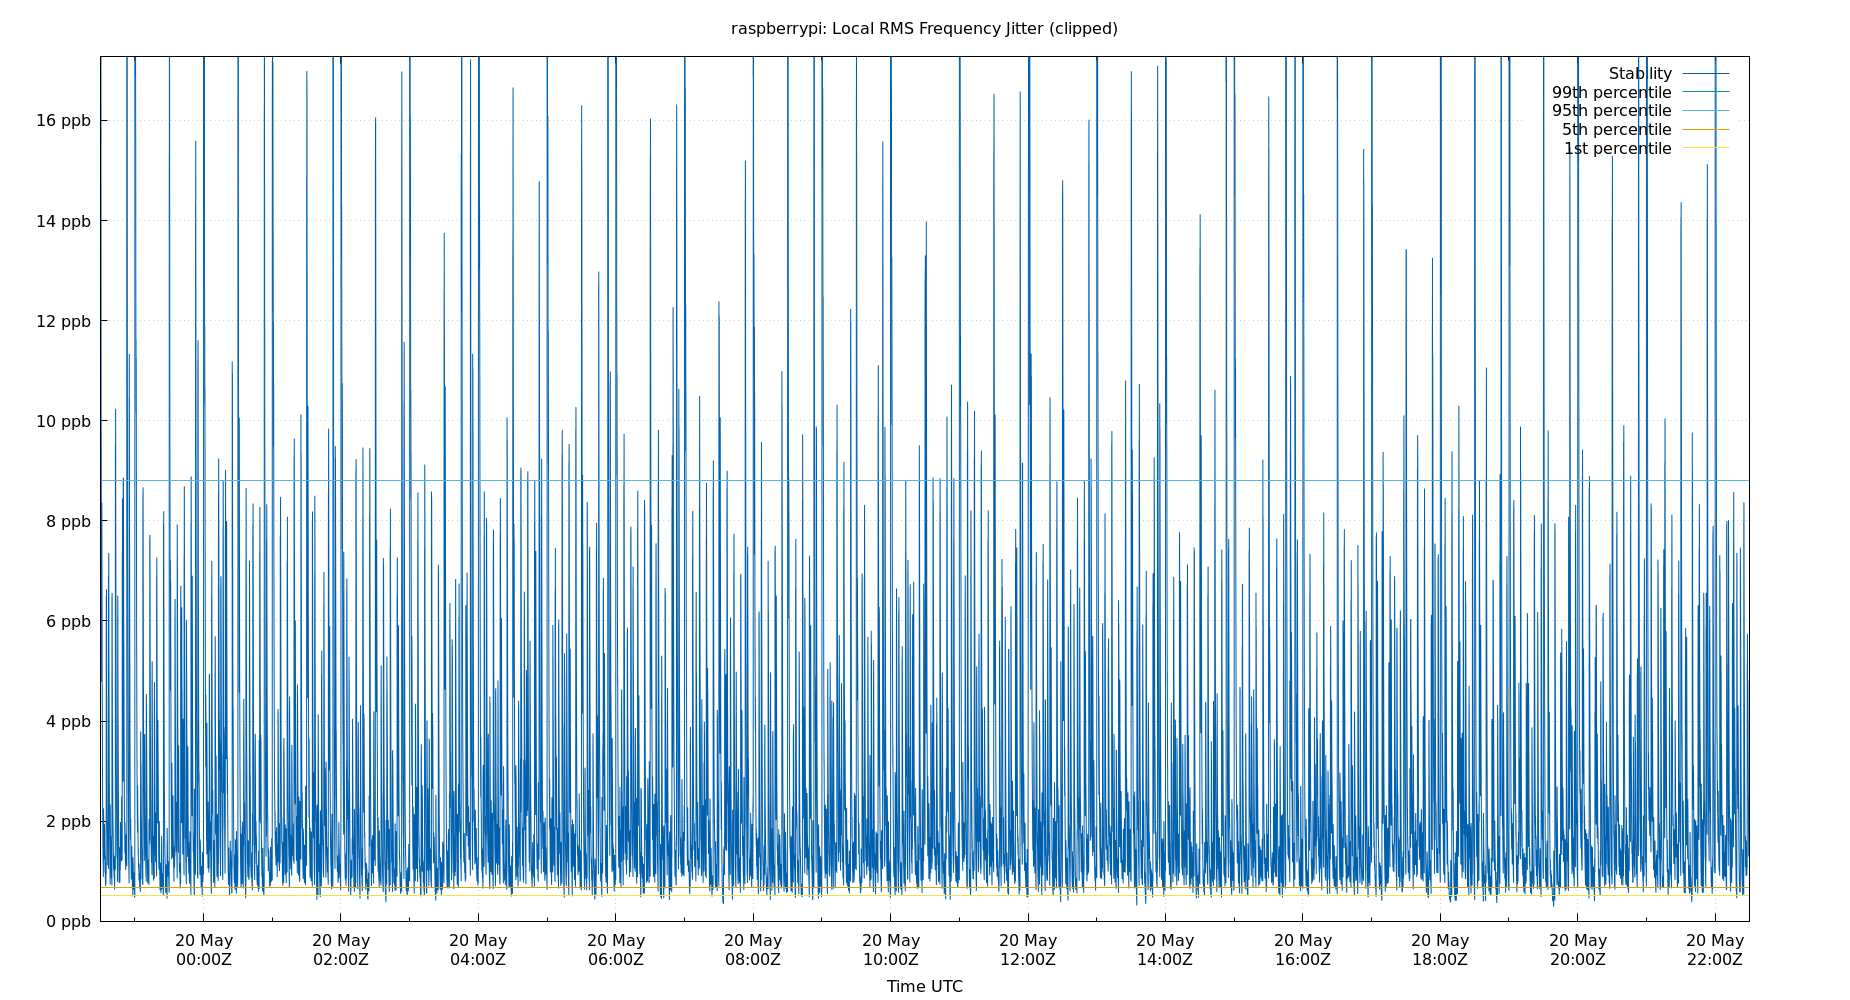 raspberrypi: Local RMS Frequency Jitter (clipped)
Stability
99th percentile
95th percentile
5th percentile
1st percentile
16 ppb
14 ppb
12 ppb
10 ppb
8 ppb
6 ppb
4 ppb
2 ppb
0 ppb
20 May 20 May 20 May 20 May 20 May 20 May 20 May 20 May 20 May 20 May 20 May 20 May
00:00Z 02:00Z 04:00Z 06:00Z 08:00Z 10:00Z 12:00Z 14:00Z 16:00Z 18:00Z 20:00Z 22:00Z
Time UTC